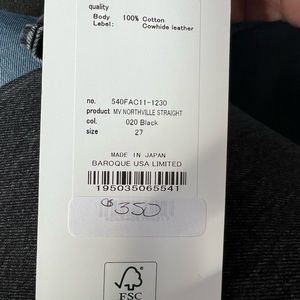 quality
Body 100% Cotton
Label: Cowhide leather
no. 540FAC11-1230
product MV NORTHVILLE STRAIGHT
col. 020 Black
size 27
MADE IN JAPAN
BAROQUE USA LIMITED
195035065541
$350
FSC